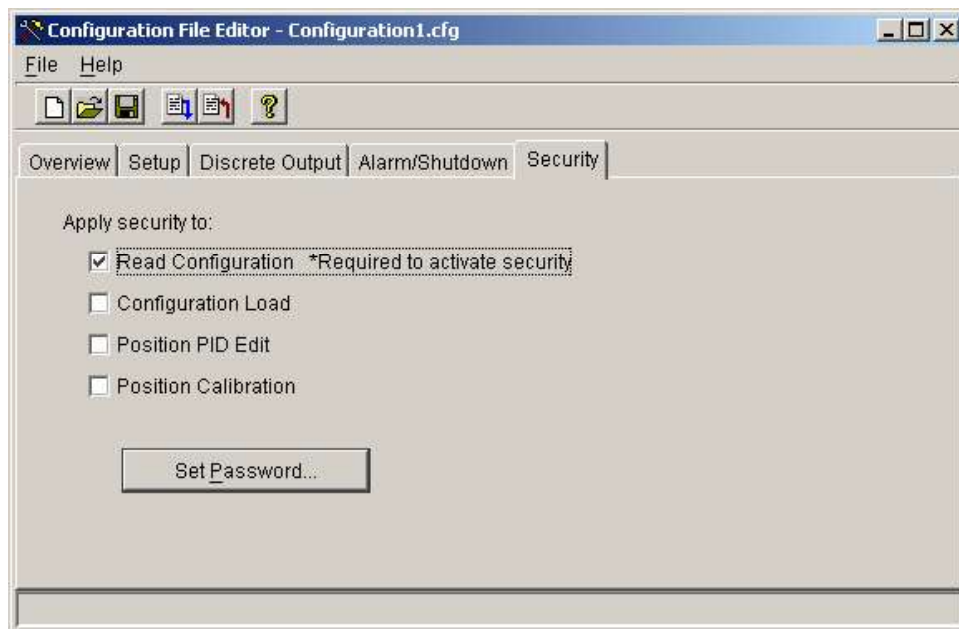 Configuration File Editor - Configuration1.cfg
File Help
Overview Setup Discrete Output Alarm/Shutdown Security
Apply security to:
Read Configuration *Required to activate security
Configuration Load
Position PID Edit
Position Calibration
Set Password...